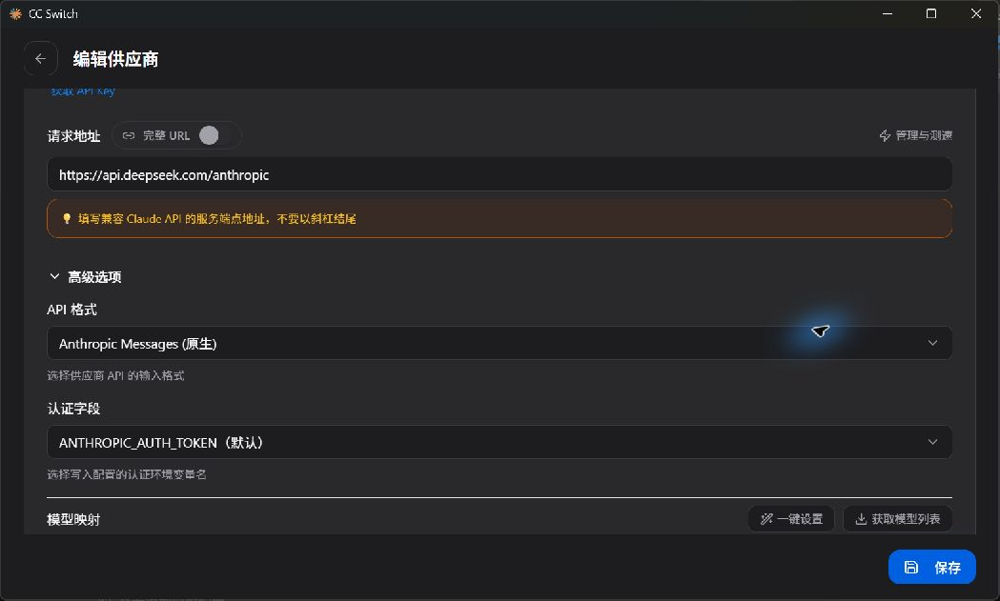 CC Switch
编辑供应商
获取 API Key
请求地址
完整 URL
管理与测速
https://api.deepseek.com/anthropic
填写兼容 Claude API 的服务端点地址，不要以斜杠结尾
高级选项
API 格式
Anthropic Messages (原生)
选择供应商 API 的输入格式
认证字段
ANTHROPIC_AUTH_TOKEN（默认）
选择写入配置的认证环境变量名
模型映射
一键设置
获取模型列表
保存